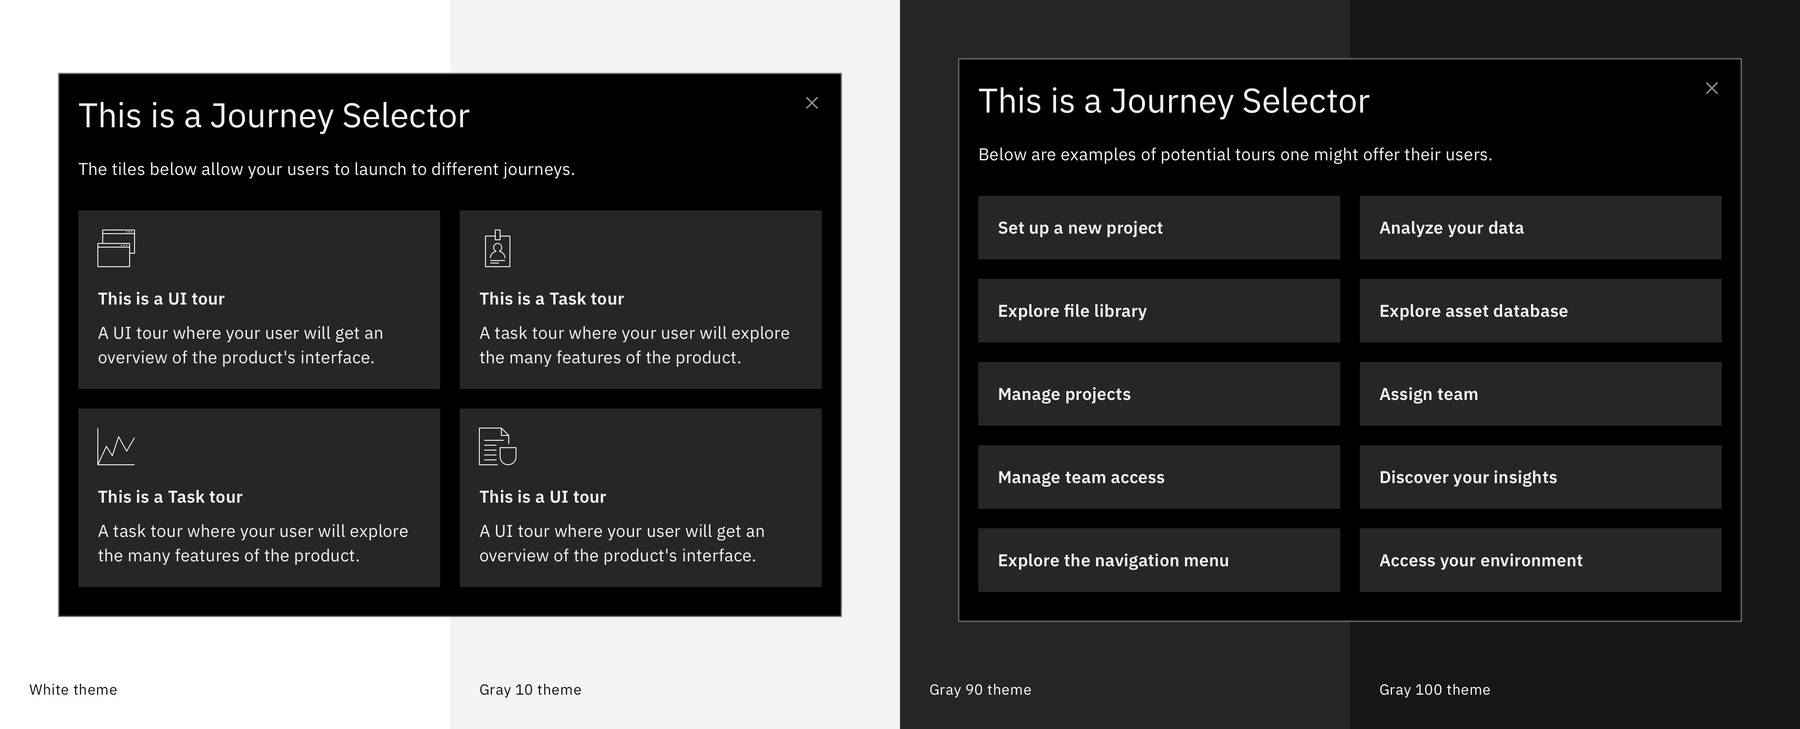 This is a Journey Selector
The tiles below allow your users to launch to different journeys.
This is a UI tour
A UI tour where your user will get an
overview of the product's interface.
This is a Task tour
A task tour where your user will explore
the many features of the product.
This is a Task tour
A task tour where your user will explore
the many features of the product.
This is a UI tour
A UI tour where your user will get an
overview of the product's interface.
White theme
Gray 10 theme
This is a Journey Selector
Below are examples of potential tours one might offer their users.
Set up a new project
Analyze your data
Explore file library
Explore asset database
Manage projects
Assign team
Manage team access
Discover your insights
Explore the navigation menu
Access your environment
Gray 90 theme
Gray 100 theme